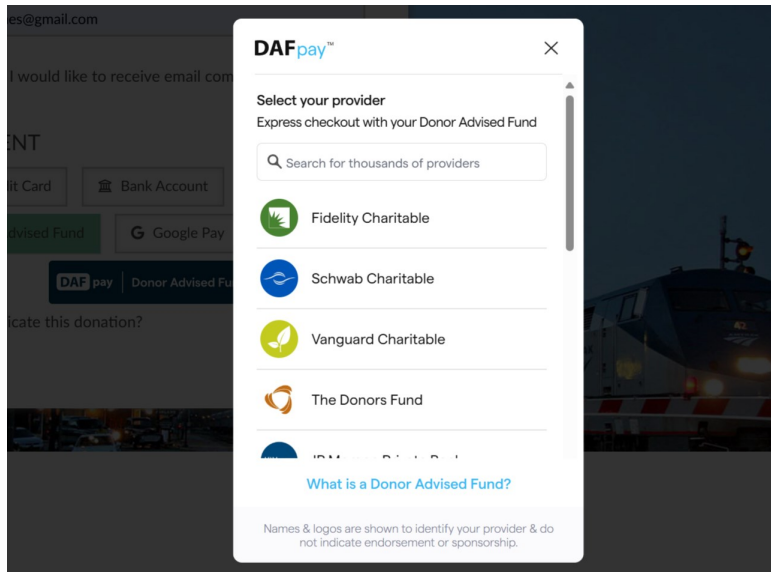 es@gmail.com
I would like to receive email com
ENT
lit Card
Bank Account
dvised Fund
G Google Pay
DAF pay Donor Advised Fu
icate this donation?
DAFpay™
Select your provider
Express checkout with your Donor Advised Fund
Search for thousands of providers
Fidelity Charitable
Schwab Charitable
Vanguard Charitable
The Donors Fund
What is a Donor Advised Fund?
Names & logos are shown to identify your provider & do
not indicate endorsement or sponsorship.
42